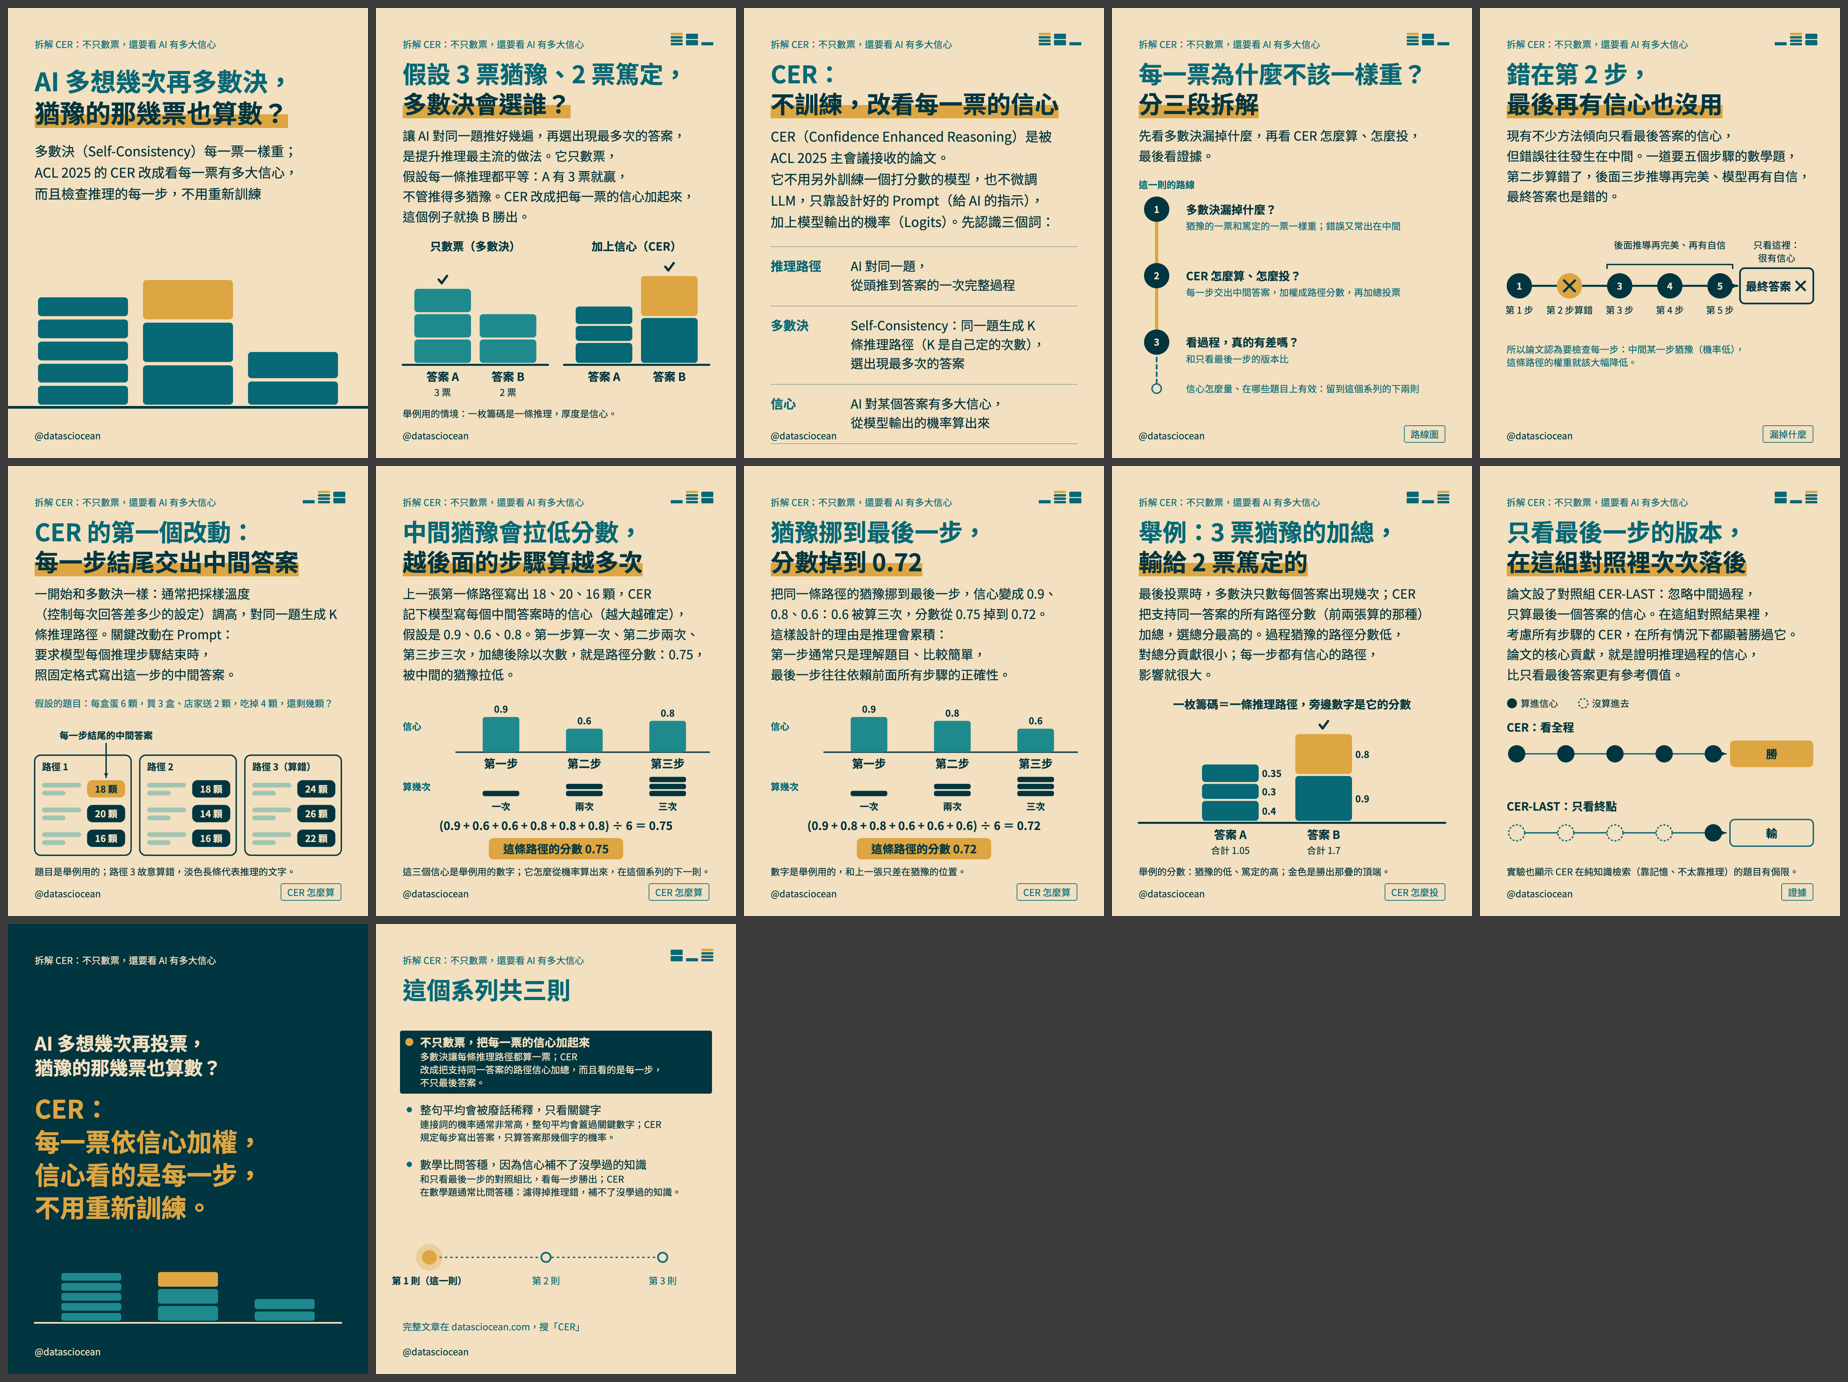 拆解 CER：不只數票，還要看 AI 有多大信心
AI 多想幾次再多數決，
猶豫的那幾票也算數？
多數決（Self-Consistency）每一票一樣重；
ACL 2025 的 CER 改成看每一票有多大信心，
而且檢查推理的每一步，不用重新訓練
@datasciocean
拆解 CER：不只數票，還要看 AI 有多大信心
假設 3 票猶豫、2 票篤定，
多數決會選誰？
讓 AI 對同一題推好幾遍，再選出現最多次的答案，
是提升推理最主流的做法。它只數票，
假設每一條推理都平等：A 有 3 票就贏，
不管推得多猶豫。CER 改成把每一票的信心加起來，
這個例子就換 B 勝出。
只數票（多數決）
加上信心（CER）
答案 A
答案 B
答案 A
答案 B
3 票
2 票
舉例用的情境：一枚籌碼是一條推理，厚度是信心。
@datasciocean
拆解 CER：不只數票，還要看 AI 有多大信心
CER：
不訓練，改看每一票的信心
CER（Confidence Enhanced Reasoning）是被
ACL 2025 主會議接收的論文。
它不用另外訓練一個打分數的模型，也不微調
LLM，只靠設計好的 Prompt（給 AI 的指示），
加上模型輸出的機率（Logits）。先認識三個詞：
推理路徑
AI 對同一題，
從頭推到答案的一次完整過程
多數決
Self-Consistency：同一題生成 K
條推理路徑（K 是自己定的次數），
選出現最多次的答案
信心
AI 對某個答案有多大信心，
從模型輸出的機率算出來
@datasciocean
拆解 CER：不只數票，還要看 AI 有多大信心
每一票為什麼不該一樣重？
分三段拆解
先看多數決漏掉什麼，再看 CER 怎麼算、怎麼投，
最後看證據。
這一則的路線
1
多數決漏掉什麼？
猶豫的一票和篤定的一票一樣重；錯誤又常出在中間
2
CER 怎麼算、怎麼投？
每一步交出中間答案，加權成路徑分數，再加總投票
3
看過程，真的有差嗎？
和只看最後一步的版本比
信心怎麼量、在哪些題目上有效：留到這個系列的下兩則
@datasciocean
路線圖
拆解 CER：不只數票，還要看 AI 有多大信心
錯在第 2 步，
最後再有信心也沒用
現有不少方法傾向只看最後答案的信心，
但錯誤往往發生在中間。一道要五個步驟的數學題，
第二步算錯了，後面三步推導再完美、模型再有自信，
最終答案也是錯的。
後面推導再完美、再有自信
只看這裡：
很有信心
1
3
4
5
最終答案
第 1 步
第 2 步算錯
第 3 步
第 4 步
第 5 步
所以論文認為要檢查每一步：中間某一步猶豫（機率低），
這條路徑的權重就該大幅降低。
@datasciocean
漏掉什麼
拆解 CER：不只數票，還要看 AI 有多大信心
CER 的第一個改動：
每一步結尾交出中間答案
一開始和多數決一樣：通常把採樣溫度
（控制每次回答差多少的設定）調高，對同一題生成 K
條推理路徑。關鍵改動在 Prompt：
要求模型每個推理步驟結束時，
照固定格式寫出這一步的中間答案。
假設的題目：每盒蛋 6 顆，買 3 盒、店家送 2 顆，吃掉 4 顆，還剩幾顆？
每一步結尾的中間答案
路徑 1
18 顆
20 顆
16 顆
路徑 2
18 顆
14 顆
16 顆
路徑 3（算錯）
24 顆
26 顆
22 顆
題目是舉例用的；路徑 3 故意算錯，淡色長條代表推理的文字。
@datasciocean
CER 怎麼算
拆解 CER：不只數票，還要看 AI 有多大信心
中間猶豫會拉低分數，
越後面的步驟算越多次
上一張第一條路徑寫出 18、20、16 顆，CER
記下模型寫每個中間答案時的信心（越大越確定），
假設是 0.9、0.6、0.8。第一步算一次、第二步兩次、
第三步三次，加總後除以次數，就是路徑分數：0.75，
被中間的猶豫拉低。
信心
0.9
0.6
0.8
第一步
第二步
第三步
算幾次
一次
兩次
三次
(0.9 + 0.6 + 0.6 + 0.8 + 0.8 + 0.8) ÷ 6 = 0.75
這條路徑的分數 0.75
這三個信心是舉例用的數字；它怎麼從機率算出來，在這個系列的下一則。
@datasciocean
CER 怎麼算
拆解 CER：不只數票，還要看 AI 有多大信心
猶豫挪到最後一步，
分數掉到 0.72
把同一條路徑的猶豫挪到最後一步，信心變成 0.9、
0.8、0.6：0.6 被算三次，分數從 0.75 掉到 0.72。
這樣設計的理由是推理會累積：
第一步通常只是理解題目、比較簡單，
最後一步往往依賴前面所有步驟的正確性。
信心
0.9
0.8
0.6
第一步
第二步
第三步
算幾次
一次
兩次
三次
(0.9 + 0.8 + 0.8 + 0.6 + 0.6 + 0.6) ÷ 6 = 0.72
這條路徑的分數 0.72
數字是舉例用的，和上一張只差在猶豫的位置。
@datasciocean
CER 怎麼算
拆解 CER：不只數票，還要看 AI 有多大信心
舉例：3 票猶豫的加總，
輸給 2 票篤定的
最後投票時，多數決只數每個答案出現幾次；CER
把支持同一答案的所有路徑分數（前兩張算的那種）
加總，選總分最高的。過程猶豫的路徑分數低，
對總分貢獻很小；每一步都有信心的路徑，
影響就很大。
一枚籌碼＝一條推理路徑，旁邊數字是它的分數
0.35
0.3
0.4
0.8
0.9
答案 A
答案 B
合計 1.05
合計 1.7
舉例的分數：猶豫的低、篤定的高；金色是勝出那疊的頂端。
@datasciocean
CER 怎麼投
拆解 CER：不只數票，還要看 AI 有多大信心
只看最後一步的版本，
在這組對照裡次次落後
論文設了對照組 CER-LAST：忽略中間過程，
只算最後一個答案的信心。在這組對照結果裡，
考慮所有步驟的 CER，在所有情況下都顯著勝過它。
論文的核心貢獻，就是證明推理過程的信心，
比只看最後答案更有參考價值。
算進信心
沒算進去
CER：看全程
勝
CER-LAST：只看終點
輸
實驗也顯示 CER 在純知識檢索（靠記憶、不太靠推理）的題目有侷限。
@datasciocean
證據
拆解 CER：不只數票，還要看 AI 有多大信心
AI 多想幾次再投票，
猶豫的那幾票也算數？
CER：
每一票依信心加權，
信心看的是每一步，
不用重新訓練。
@datasciocean
拆解 CER：不只數票，還要看 AI 有多大信心
這個系列共三則
不只數票，把每一票的信心加起來
多數決讓每條推理路徑都算一票；CER
改成把支持同一答案的路徑信心加總，而且看的是每一步，
不只最後答案。
整句平均會被廢話稀釋，只看關鍵字
連接詞的機率通常非常高，整句平均會蓋過關鍵數字；CER
規定每步寫出答案，只算答案那幾個字的機率。
數學比問答穩，因為信心補不了沒學過的知識
和只看最後一步的對照組比，看每一步勝出；CER
在數學題通常比問答穩：濾得掉推理錯，補不了沒學過的知識。
第 1 則（這一則）
第 2 則
第 3 則
完整文章在 datasciocean.com，搜「CER」
@datasciocean